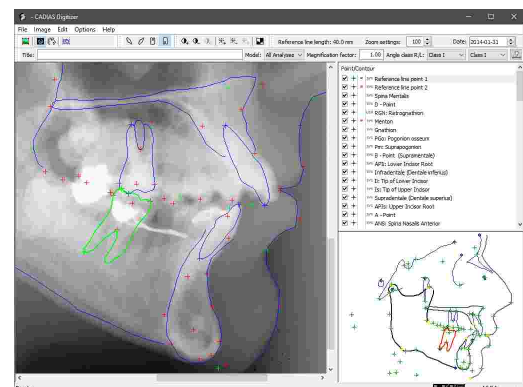 - CADIAS Digitizer
File Image Edit Options Help
Reference line length: 40.0 mm Zoom settings: 100 Date: 2014-01-31
Title: Model: All Analyses Magnification factor: 1.00 Angle class R/L: Class I Class I
Point/Contour
Reference line point 1
Reference line point 2
Spina Mentalis
D - Point
RGN: Retrognathion
Menton
Gnathion
PGo: Pogonion osseum
Pm: Suprapogonion
B - Point (Supramentale)
Lower Incisor Root
Infradentale (Dentale inferius)
Ii: Tip of Lower Incisor
Is: Tip of Upper Incisor
Supradentale (Dentale superius)
Upper Incisor Root
A - Point
ANS: Spina Nasalis Anterior